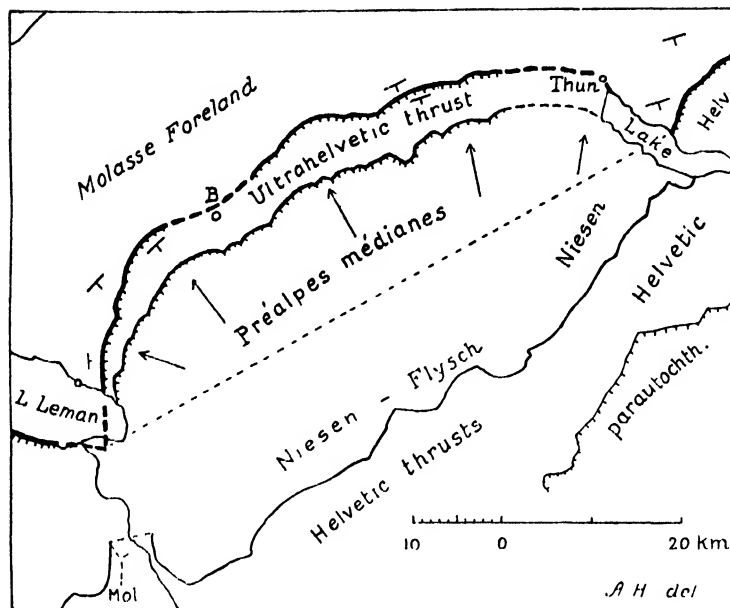 Molasse Foreland
Thun
Lake
Helv
Ultrahelvetic thrust
B
Préalpes médianes
Niesen
Helvetic
L Leman
Niesen - Flysch
Helvetic thrusts
parautochth.
10 0 20 km
Mol
A H del